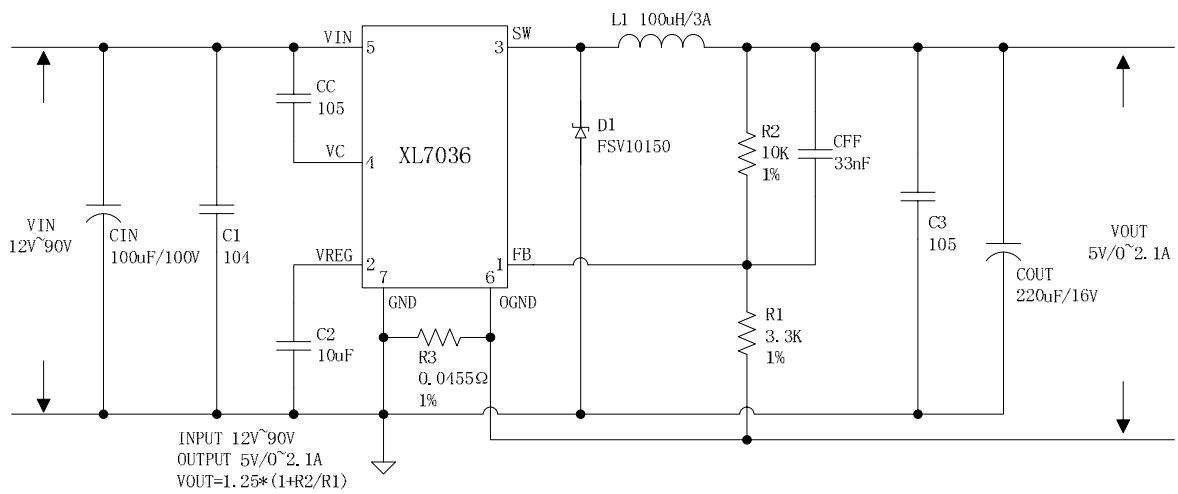 L1 100uH/3A
VIN
5
3
SW
CC
105
VC
4
XL7036
D1
FSV10150
R2
10K
1%
CFF
33nF
VIN
12V~90V
CIN
100uF/100V
C1
104
C3
105
VOUT
5V/0~2.1A
VREG
2
1
FB
7
6
GND
OGND
COUT
220uF/16V
C2
10uF
R3
0.0455Ω
1%
R1
3.3K
1%
INPUT 12V~90V
OUTPUT 5V/0~2.1A
VOUT=1.25*(1+R2/R1)